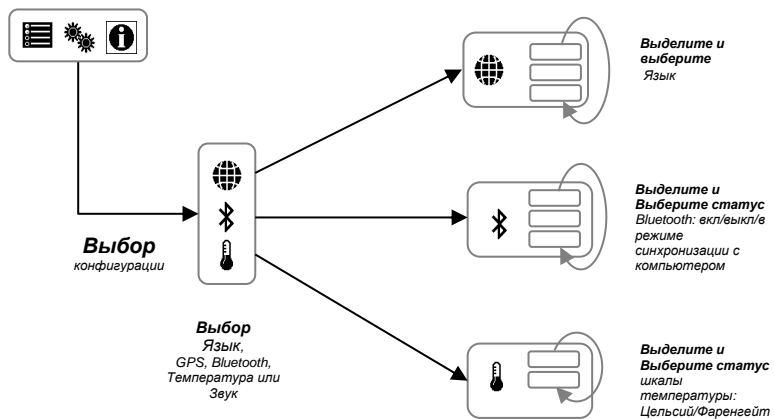 Выделите и
выберите
Язык
Выбор
конфигурации
Выделите и
Выберите статус
Bluetooth: вкл/выкл/в
режиме
синхронизации с
компьютером
Выбор
Язык,
GPS, Bluetooth,
Температура или
Звук
Выделите и
Выберите статус
шкалы
температуры:
Цельсий/Фаренгейт